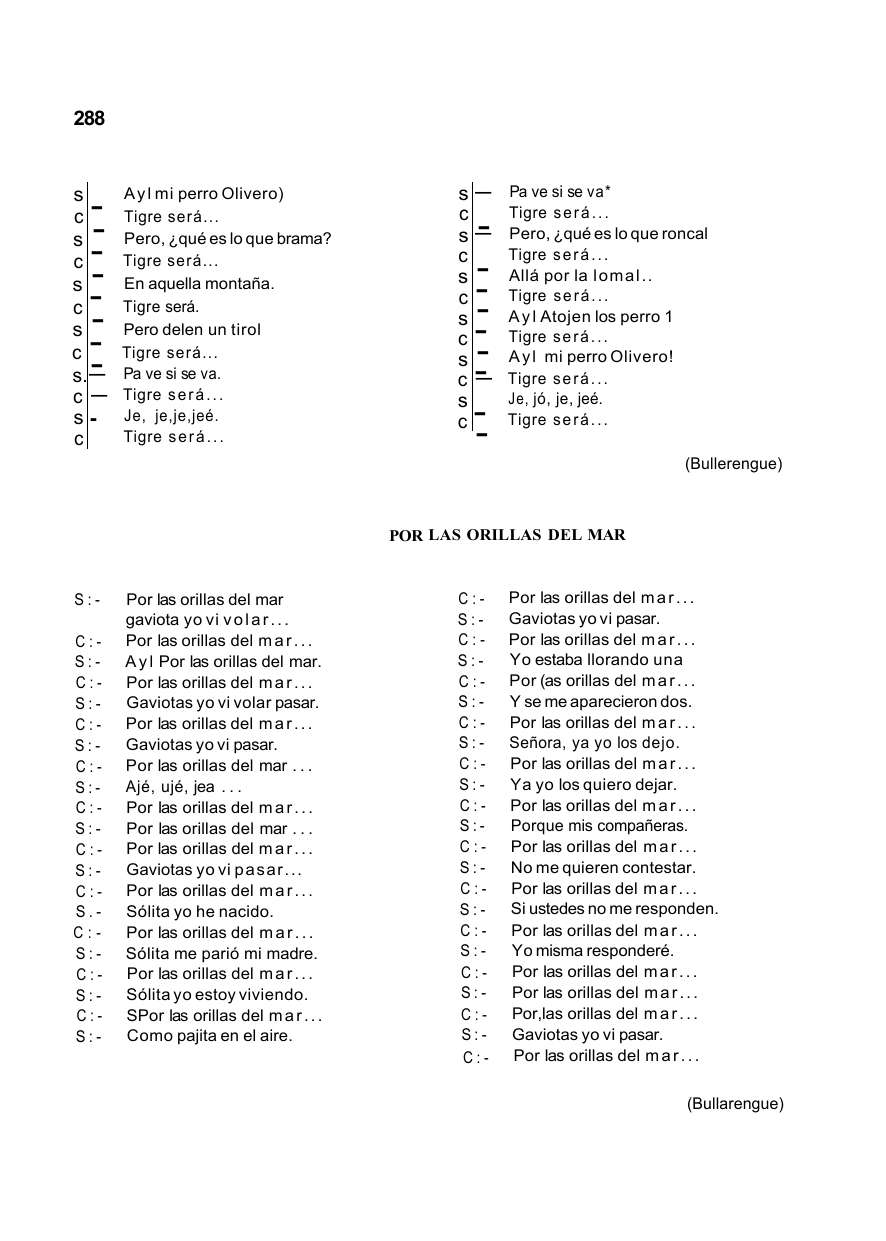 288
S - Ayl mi perro Olivero)
C - Tigre será...
S - Pero, ¿qué es lo que brama?
C - Tigre será...
S - En aquella montaña.
C - Tigre será.
S - Pero delen un tirol
C - Tigre será...
S.— Pa ve si se va.
C — Tigre será...
S - Je, je,je,jeé.
C Tigre será...
S — Pa ve si se va*
C Tigre será...
S — Pero, ¿qué es lo que roncal
C Tigre será...
S - Allá por la lomal..
C - Tigre será...
S - Ayl Atojen los perro 1
C - Tigre será...
S - Ayl mi perro Olivero!
C — Tigre será...
S Je, jó, je, jeé.
C - Tigre será...
(Bullerengue)
POR LAS ORILLAS DEL MAR
S:- Por las orillas del mar
gaviota yo vi volar...
C:- Por las orillas del mar...
S:- Ayl Por las orillas del mar.
C:- Por las orillas del mar...
S:- Gaviotas yo vi volar pasar.
C:- Por las orillas del mar...
S:- Gaviotas yo vi pasar.
C:- Por las orillas del mar ...
S:- Ajé, ujé, jea ...
C:- Por las orillas del mar...
S:- Por las orillas del mar ...
C:- Por las orillas del mar...
S:- Gaviotas yo vi pasar...
C:- Por las orillas del mar...
S.- Sólita yo he nacido.
C:- Por las orillas del mar...
S:- Sólita me parió mi madre.
C:- Por las orillas del mar...
S:- Sólita yo estoy viviendo.
C:- SPor las orillas del mar...
S:- Como pajita en el aire.
C:- Por las orillas del mar...
S:- Gaviotas yo vi pasar.
C:- Por las orillas del mar...
S:- Yo estaba llorando una
C:- Por (as orillas del mar...
S:- Y se me aparecieron dos.
C:- Por las orillas del mar...
S:- Señora, ya yo los dejo.
C:- Por las orillas del mar...
S:- Ya yo los quiero dejar.
C:- Por las orillas del mar...
S:- Porque mis compañeras.
C:- Por las orillas del mar...
S:- No me quieren contestar.
C:- Por las orillas del mar...
S:- Si ustedes no me responden.
C:- Por las orillas del mar...
S:- Yo misma responderé.
C:- Por las orillas del mar...
S:- Por las orillas del mar...
C:- Por,las orillas del mar...
S:- Gaviotas yo vi pasar.
C:- Por las orillas del mar...
(Bullarengue)